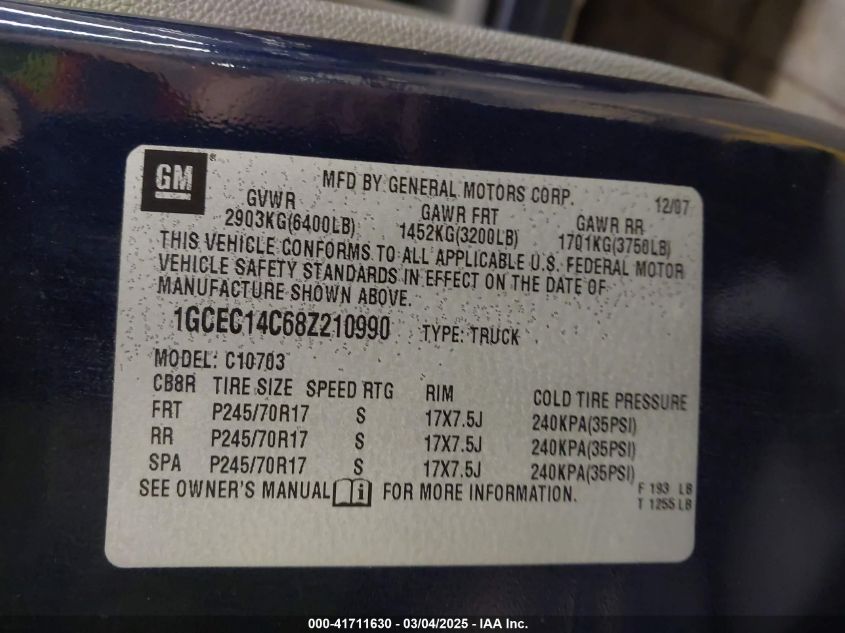 GM®
MFD BY GENERAL MOTORS CORP. 12/07
GVWR GAWR FRT GAWR RR
2903KG(6400LB) 1452KG(3200LB) 1701KG(3750LB)
THIS VEHICLE CONFORMS TO ALL APPLICABLE U.S. FEDERAL MOTOR
VEHICLE SAFETY STANDARDS IN EFFECT ON THE DATE OF
MANUFACTURE SHOWN ABOVE.
1GCEC14C68Z210990 TYPE: TRUCK
MODEL: C10703
CB8R TIRE SIZE SPEED RTG RIM COLD TIRE PRESSURE
FRT P245/70R17 S 17X7.5J 240KPA(35PSI)
RR P245/70R17 S 17X7.5J 240KPA(35PSI)
SPA P245/70R17 S 17X7.5J 240KPA(35PSI)
SEE OWNER'S MANUAL i FOR MORE INFORMATION.
F 193 LB
T 1255 LB
000-41711630 - 03/04/2025 - IAA Inc.